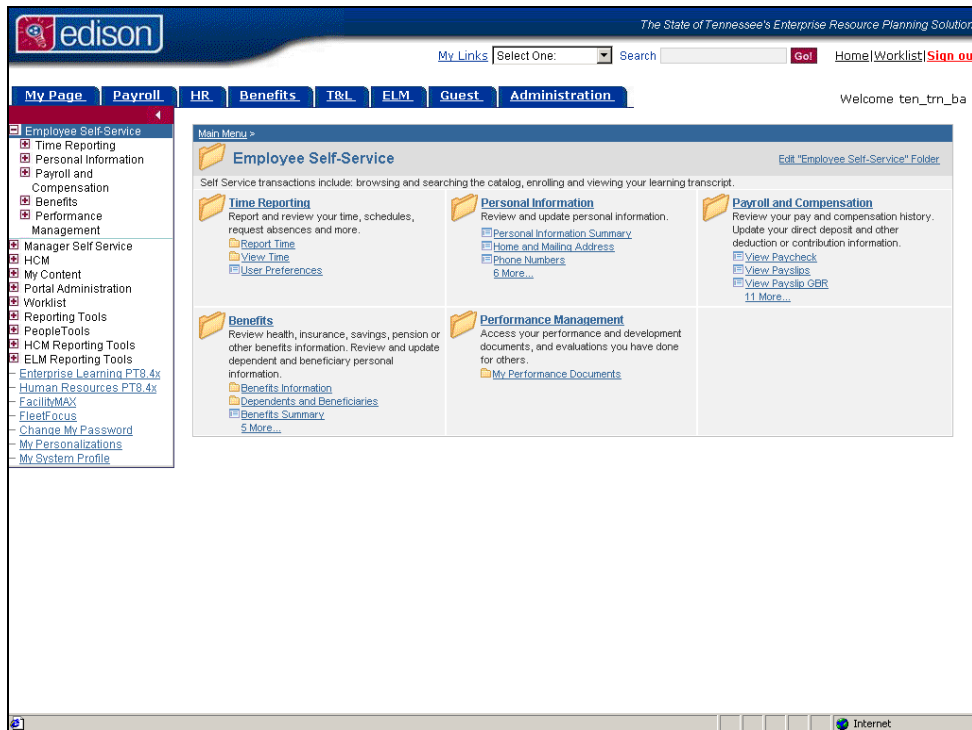 edison
The State of Tennessee's Enterprise Resource Planning Solution
My Links Select One: Search Go! Home|Worklist|Sign ou
My Page Payroll HR Benefits T&L ELM Guest Administration
Welcome ten_trn_ba
Employee Self-Service
Time Reporting
Personal Information
Payroll and
Compensation
Benefits
Performance
Management
Manager Self Service
HCM
My Content
Portal Administration
Worklist
Reporting Tools
PeopleTools
HCM Reporting Tools
ELM Reporting Tools
Enterprise Learning PT8.4x
Human Resources PT8.4x
FacilityMAX
FleetFocus
Change My Password
My Personalizations
My System Profile
Main Menu >
Employee Self-Service
Edit "Employee Self-Service" Folder
Self Service transactions include: browsing and searching the catalog, enrolling and viewing your learning transcript.
Time Reporting
Report and review your time, schedules,
request absences and more.
Report Time
View Time
User Preferences
Personal Information
Review and update personal information.
Personal Information Summary
Home and Mailing Address
Phone Numbers
6 More...
Payroll and Compensation
Review your pay and compensation history.
Update your direct deposit and other
deduction or contribution information.
View Paycheck
View Payslips
View Payslip GBR
11 More...
Benefits
Review health, insurance, savings, pension or
other benefits information. Review and update
dependent and beneficiary personal
information.
Benefits Information
Dependents and Beneficiaries
Benefits Summary
5 More...
Performance Management
Access your performance and development
documents, and evaluations you have done
for others.
My Performance Documents
Internet